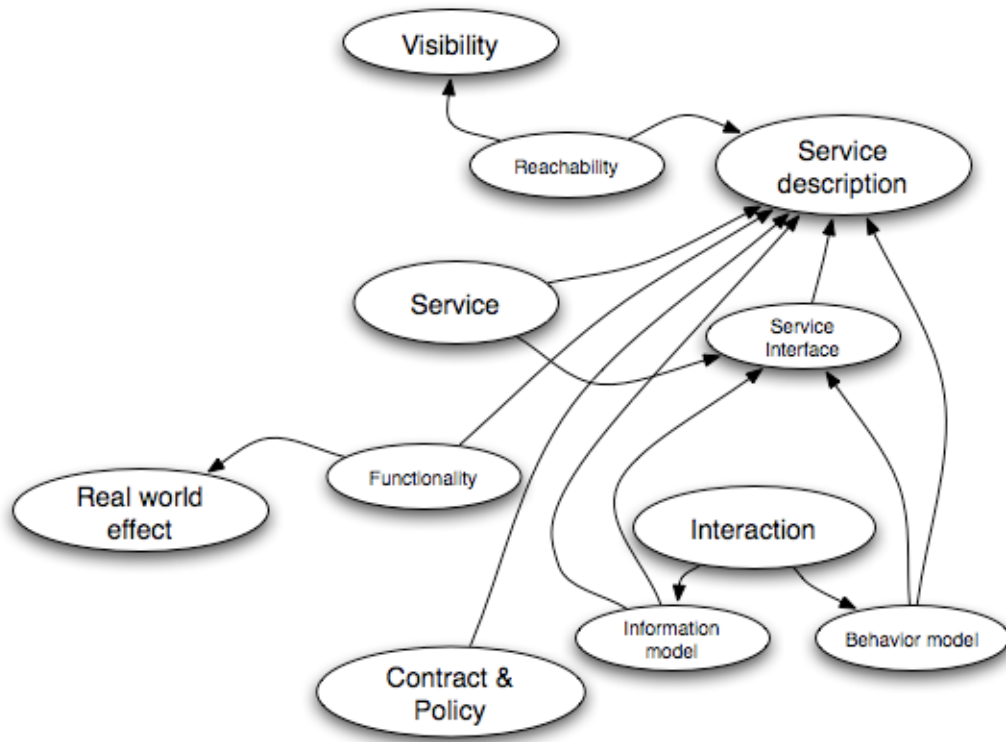 Visibility
Reachability
Service
description
Service
Service
Interface
Functionality
Real world
effect
Interaction
Information
model
Behavior model
Contract &
Policy